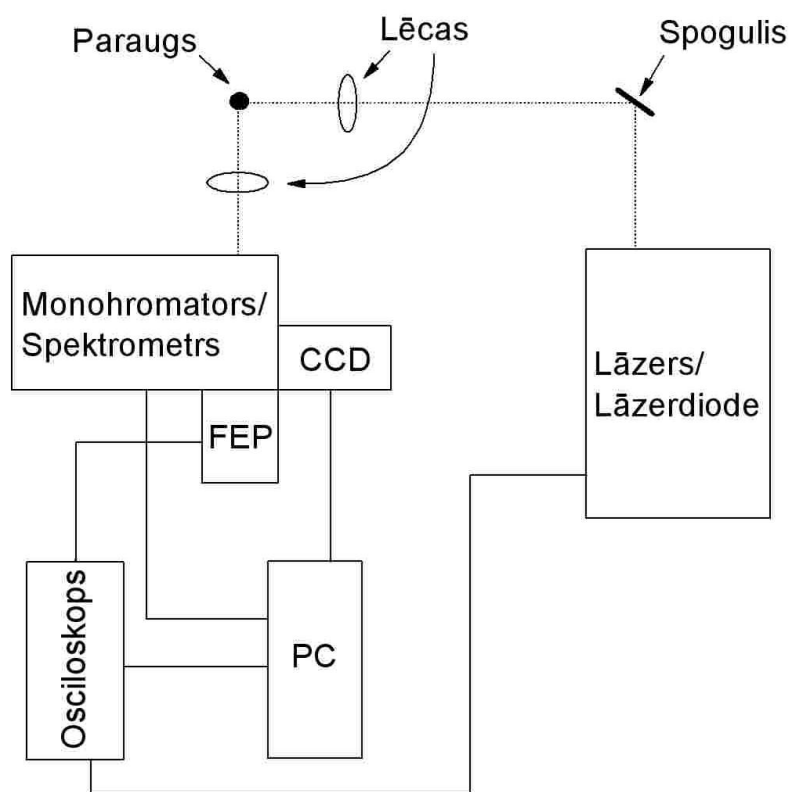 Paraugs
Lēcas
Spogulis
Monohromators/
Spektrometrs
CCD
Lāzers/
Lāzerdiode
FEP
Osciloskops
PC